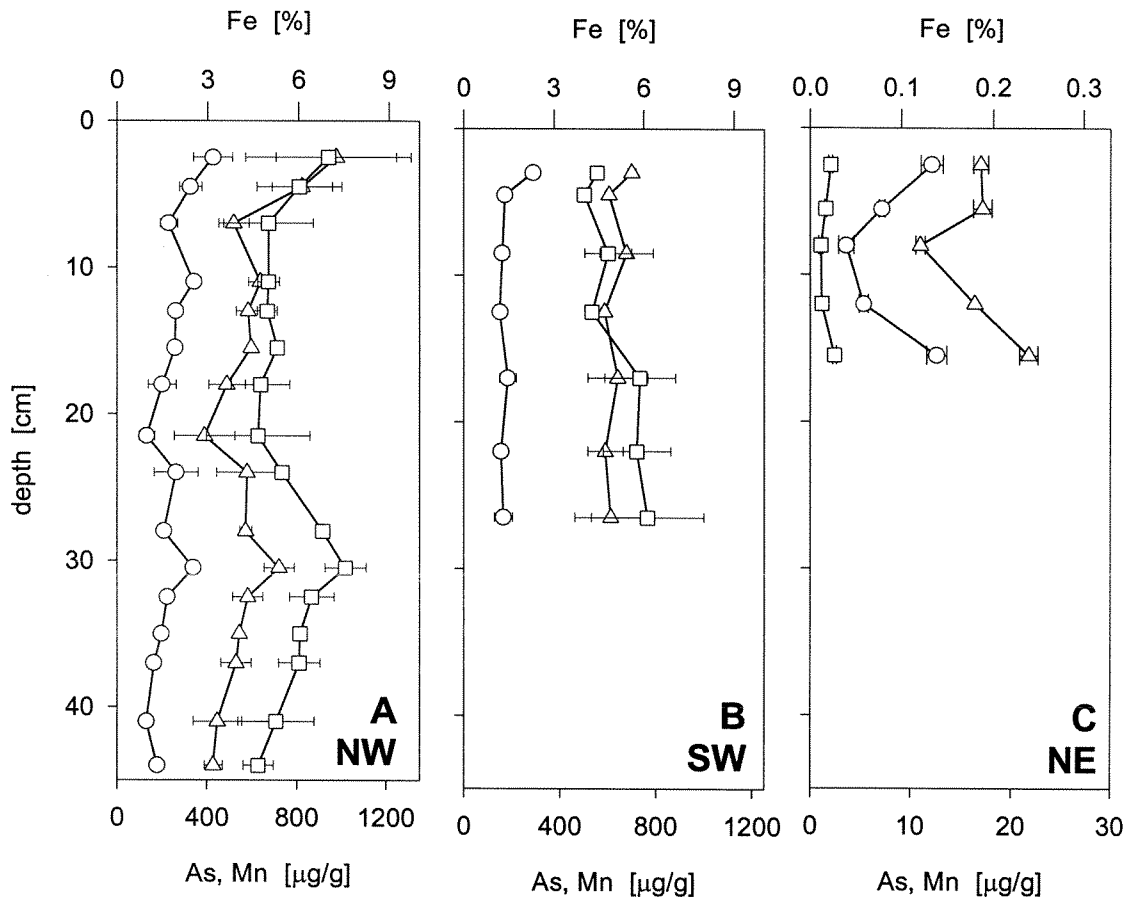 Fe [%]
Fe [%]
Fe [%]
0 3 6 9
0 3 6 9
0.0 0.1 0.2 0.3
0
10
20
30
40
depth [cm]
A
NW
B
SW
C
NE
0 400 800 1200
0 400 800 1200
0 10 20 30
As, Mn [μg/g]
As, Mn [μg/g]
As, Mn [μg/g]